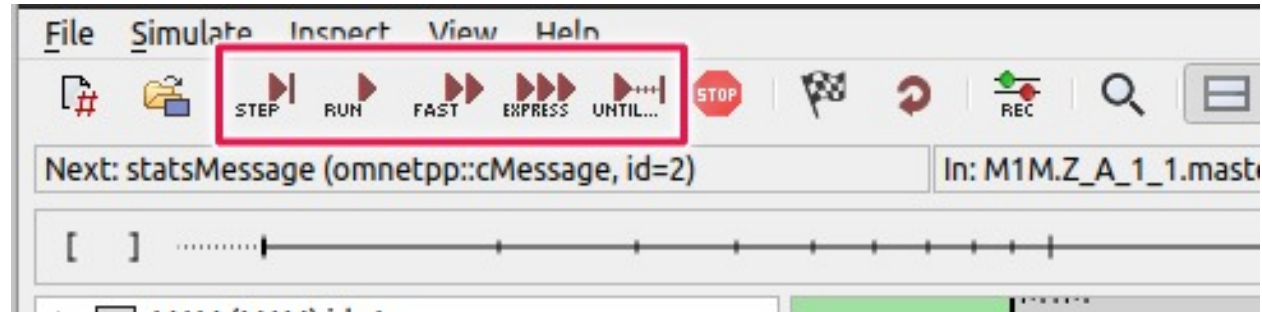 File Simulate Inspect View Help
STEP RUN FAST EXPRESS UNTIL... STOP REC
Next: statsMessage (omnetpp::cMessage, id=2) In: M1M.Z_A_1_1.maste
[ ]